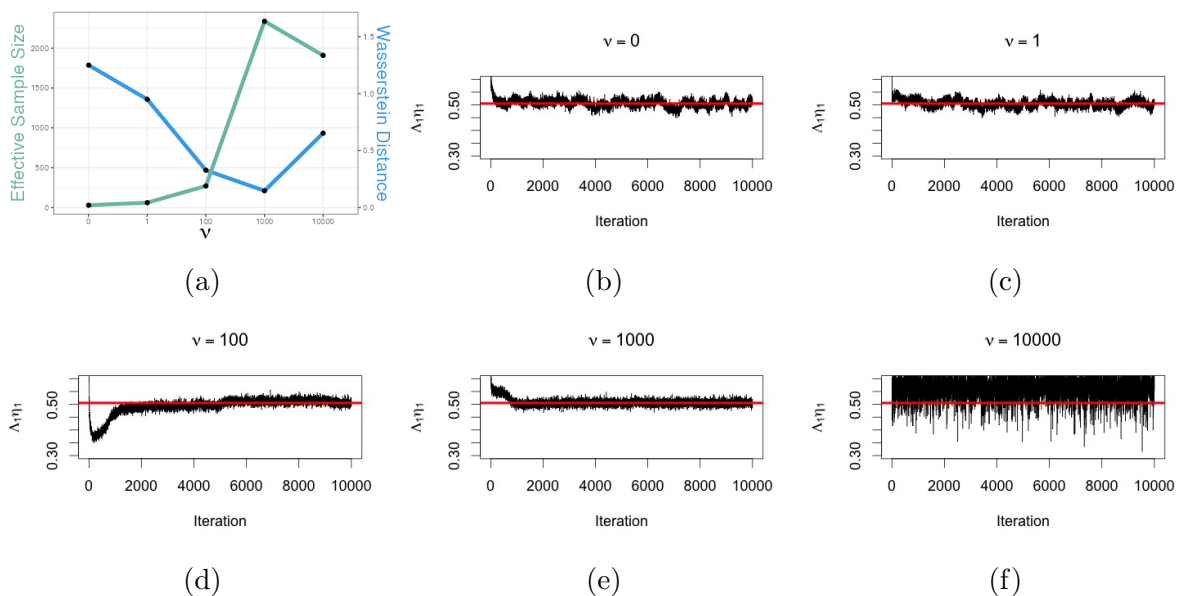 Effective Sample Size
2000
1500
1000
500
0
0 1 100 1000 10000
ν
1.5
1.0
0.5
0.0
Wasserstein Distance
(a)
ν = 0
Λ₁η₁
0.50
0.30
0 2000 4000 6000 8000 10000
Iteration
(b)
ν = 1
Λ₁η₁
0.50
0.30
0 2000 4000 6000 8000 10000
Iteration
(c)
ν = 100
Λ₁η₁
0.50
0.30
0 2000 4000 6000 8000 10000
Iteration
(d)
ν = 1000
Λ₁η₁
0.50
0.30
0 2000 4000 6000 8000 10000
Iteration
(e)
ν = 10000
Λ₁η₁
0.50
0.30
0 2000 4000 6000 8000 10000
Iteration
(f)